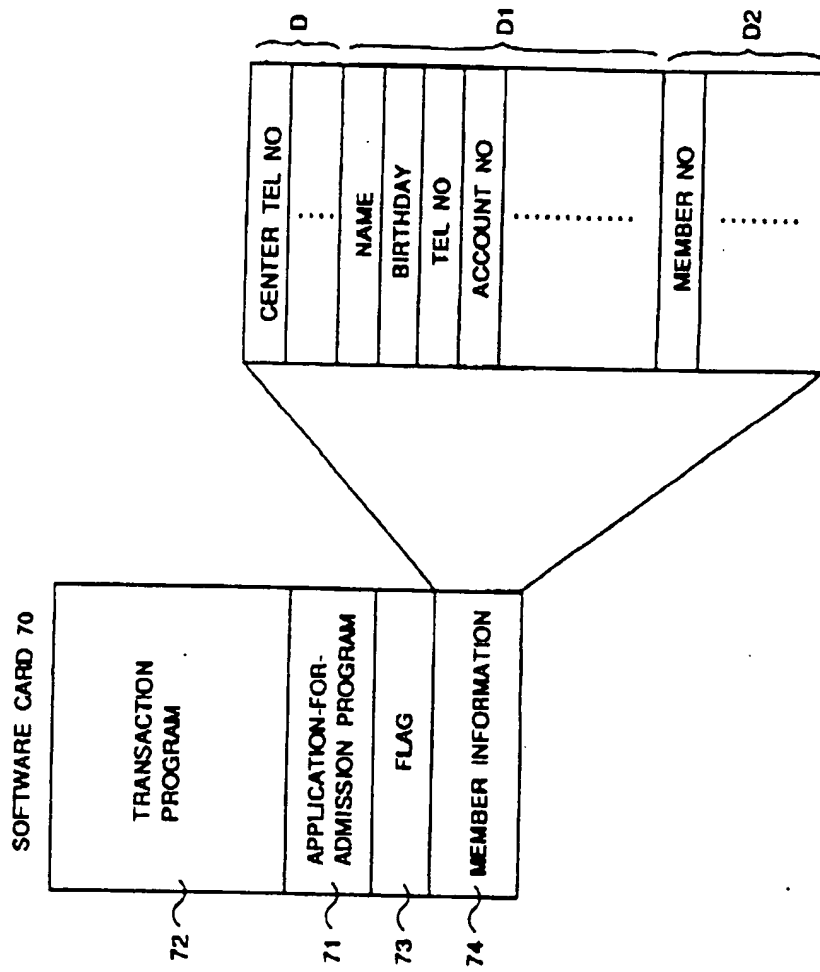 SOFTWARE CARD 70
72
TRANSACTION
PROGRAM
71
APPLICATION-FOR-
ADMISSION PROGRAM
73
FLAG
74
MEMBER INFORMATION
CENTER TEL NO
......
D
NAME
BIRTHDAY
TEL NO
ACCOUNT NO
................
D1
MEMBER NO
.........
D2